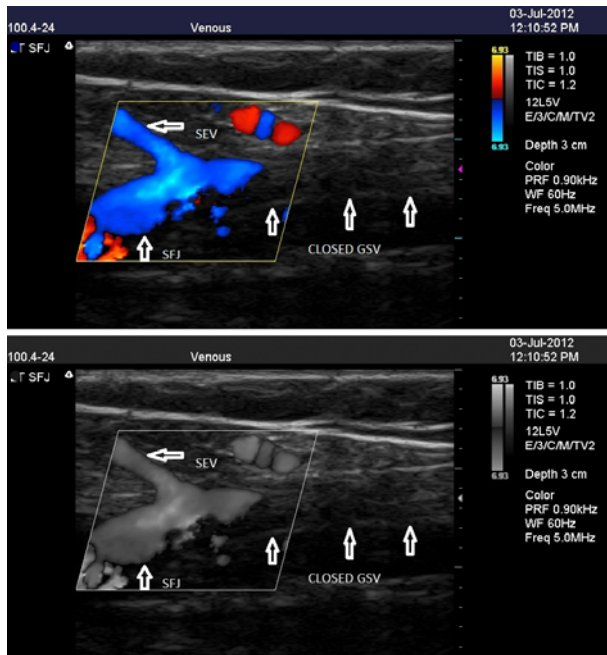 03-Jul-2012
100.4-24 Venous 12:10:52 PM
SFJ
6.93
TIB = 1.0
TIS = 1.0
TIC = 1.2
12L5V
E/3/C/M/TV2
6.93
Depth 3 cm
Color
PRF 0.90kHz
WF 60Hz
Freq 5.0MHz
SEV
SFJ
CLOSED GSV
03-Jul-2012
100.4-24 Venous 12:10:52 PM
SFJ
6.93
TIB = 1.0
TIS = 1.0
TIC = 1.2
12L5V
E/3/C/M/TV2
6.93
Depth 3 cm
Color
PRF 0.90kHz
WF 60Hz
Freq 5.0MHz
SEV
SFJ
CLOSED GSV